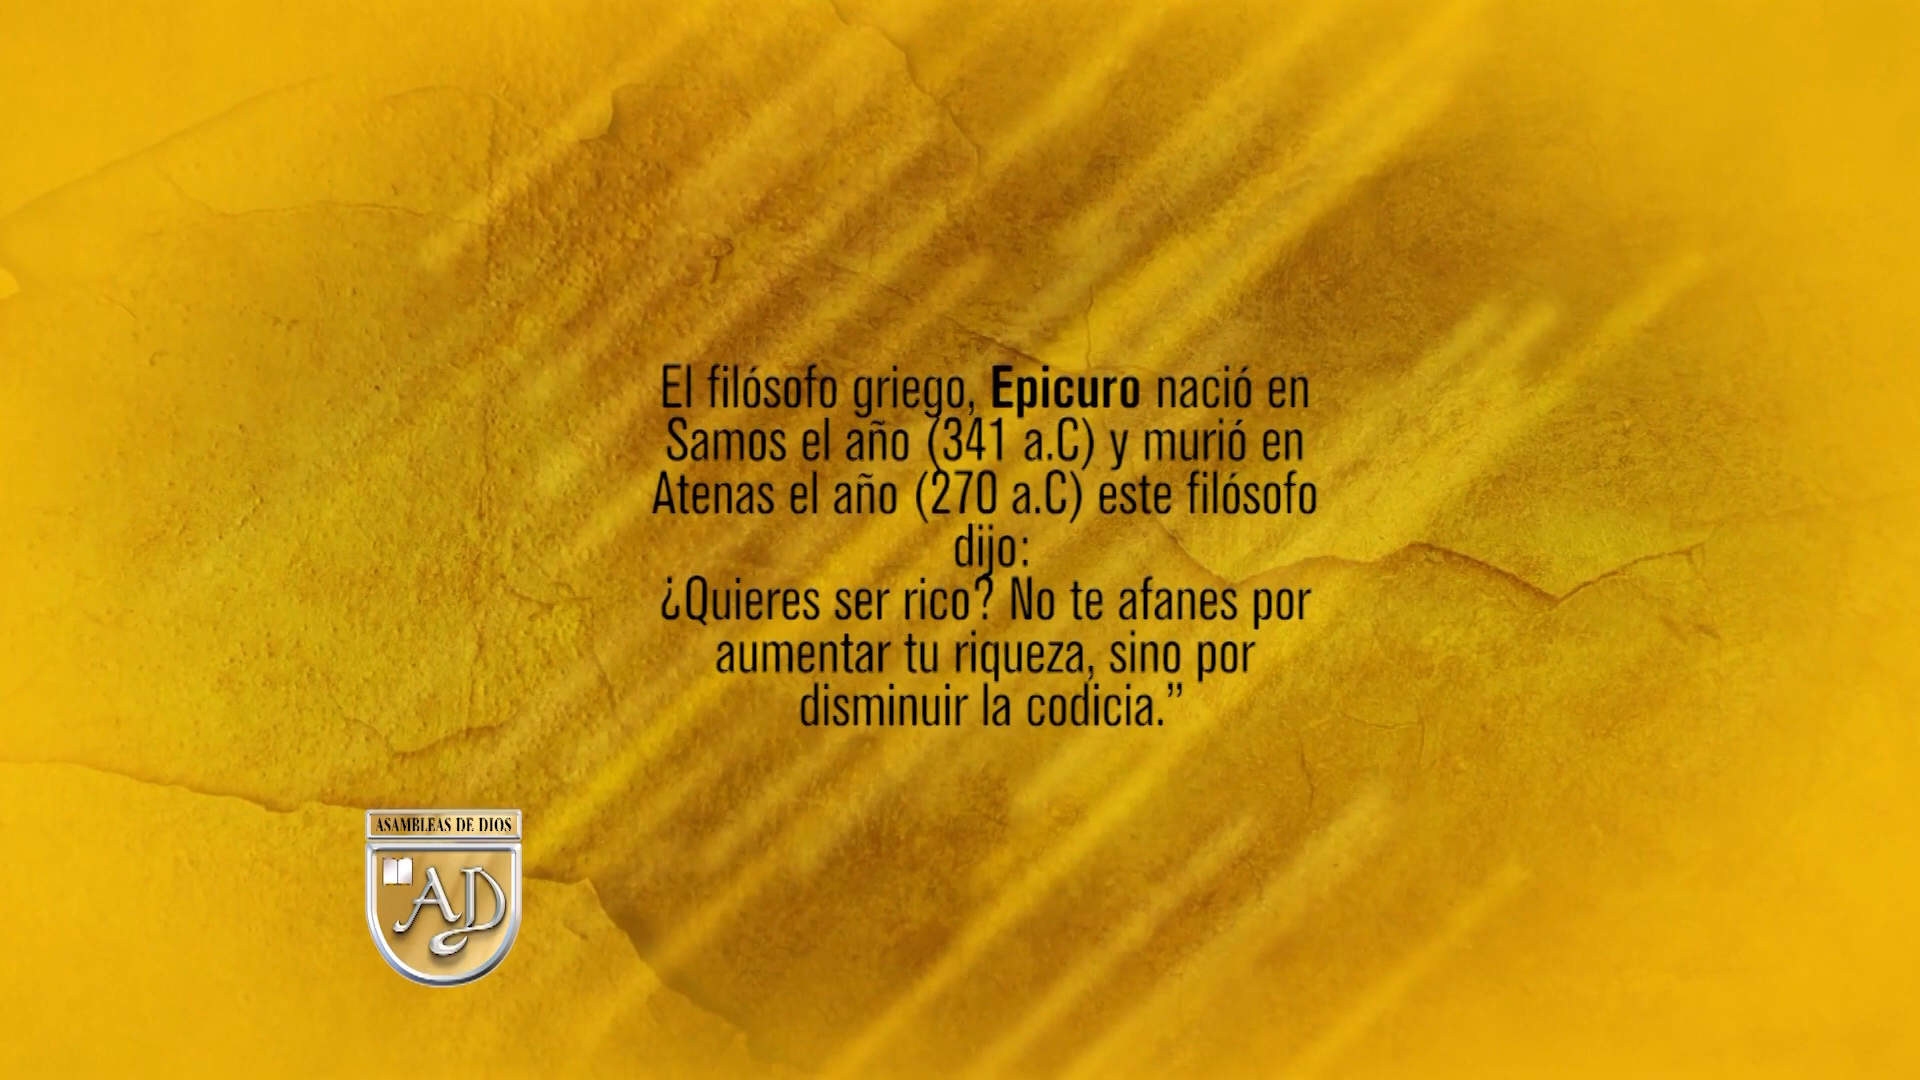 El filósofo griego, Epicuro nació en
Samos el año (341 a.C) y murió en
Atenas el año (270 a.C) este filósofo
dijo:
¿Quieres ser rico? No te afanes por
aumentar tu riqueza, sino por
disminuir la codicia.”
ASAMBLEAS DE DIOS
AD